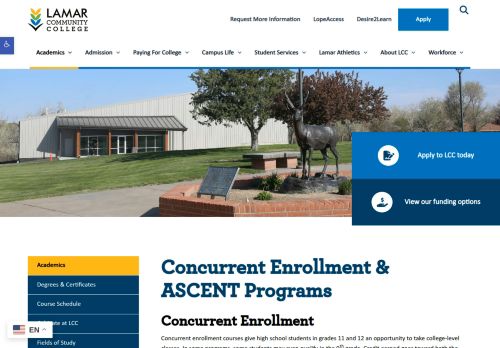 LAMAR
COMMUNITY
COLLEGE
Request More Information LopeAccess Desire2Learn Apply
Academics Admission Paying For College Campus Life Student Services Lamar Athletics About LCC Workforce
Apply to LCC today
View our funding options
Academics
Degrees & Certificates
Course Schedule
at LCC
Fields of Study
EN
Concurrent Enrollment &
ASCENT Programs
Concurrent Enrollment
Concurrent enrollment courses give high school students in grades 11 and 12 an opportunity to take college-level